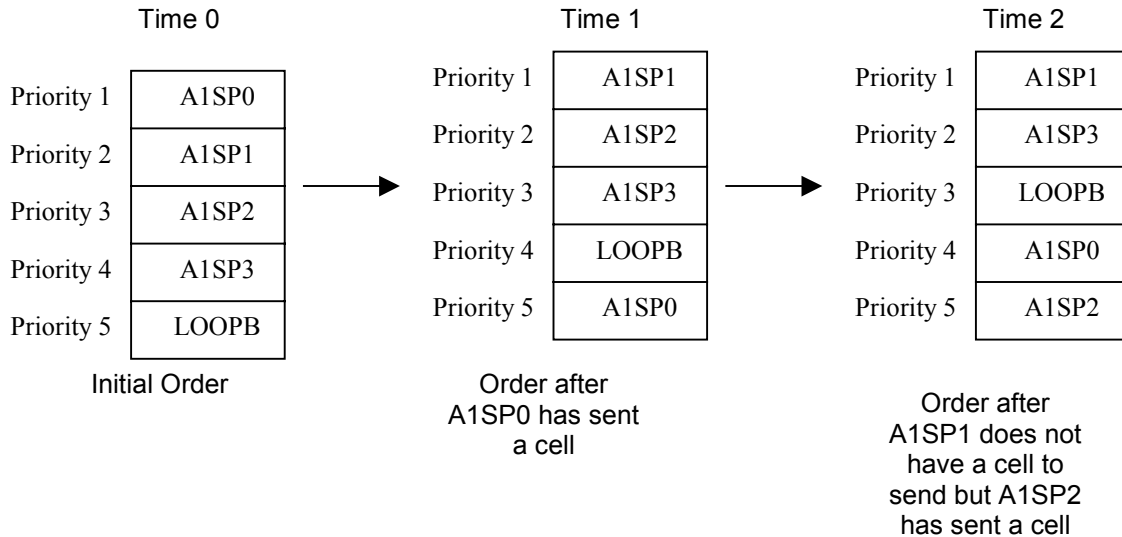 Time 0
Priority 1 A1SP0
Priority 2 A1SP1
Priority 3 A1SP2
Priority 4 A1SP3
Priority 5 LOOPB
Initial Order
Time 1
Priority 1 A1SP1
Priority 2 A1SP2
Priority 3 A1SP3
Priority 4 LOOPB
Priority 5 A1SP0
Order after
A1SP0 has sent
a cell
Time 2
Priority 1 A1SP1
Priority 2 A1SP3
Priority 3 LOOPB
Priority 4 A1SP0
Priority 5 A1SP2
Order after
A1SP1 does not
have a cell to
send but A1SP2
has sent a cell